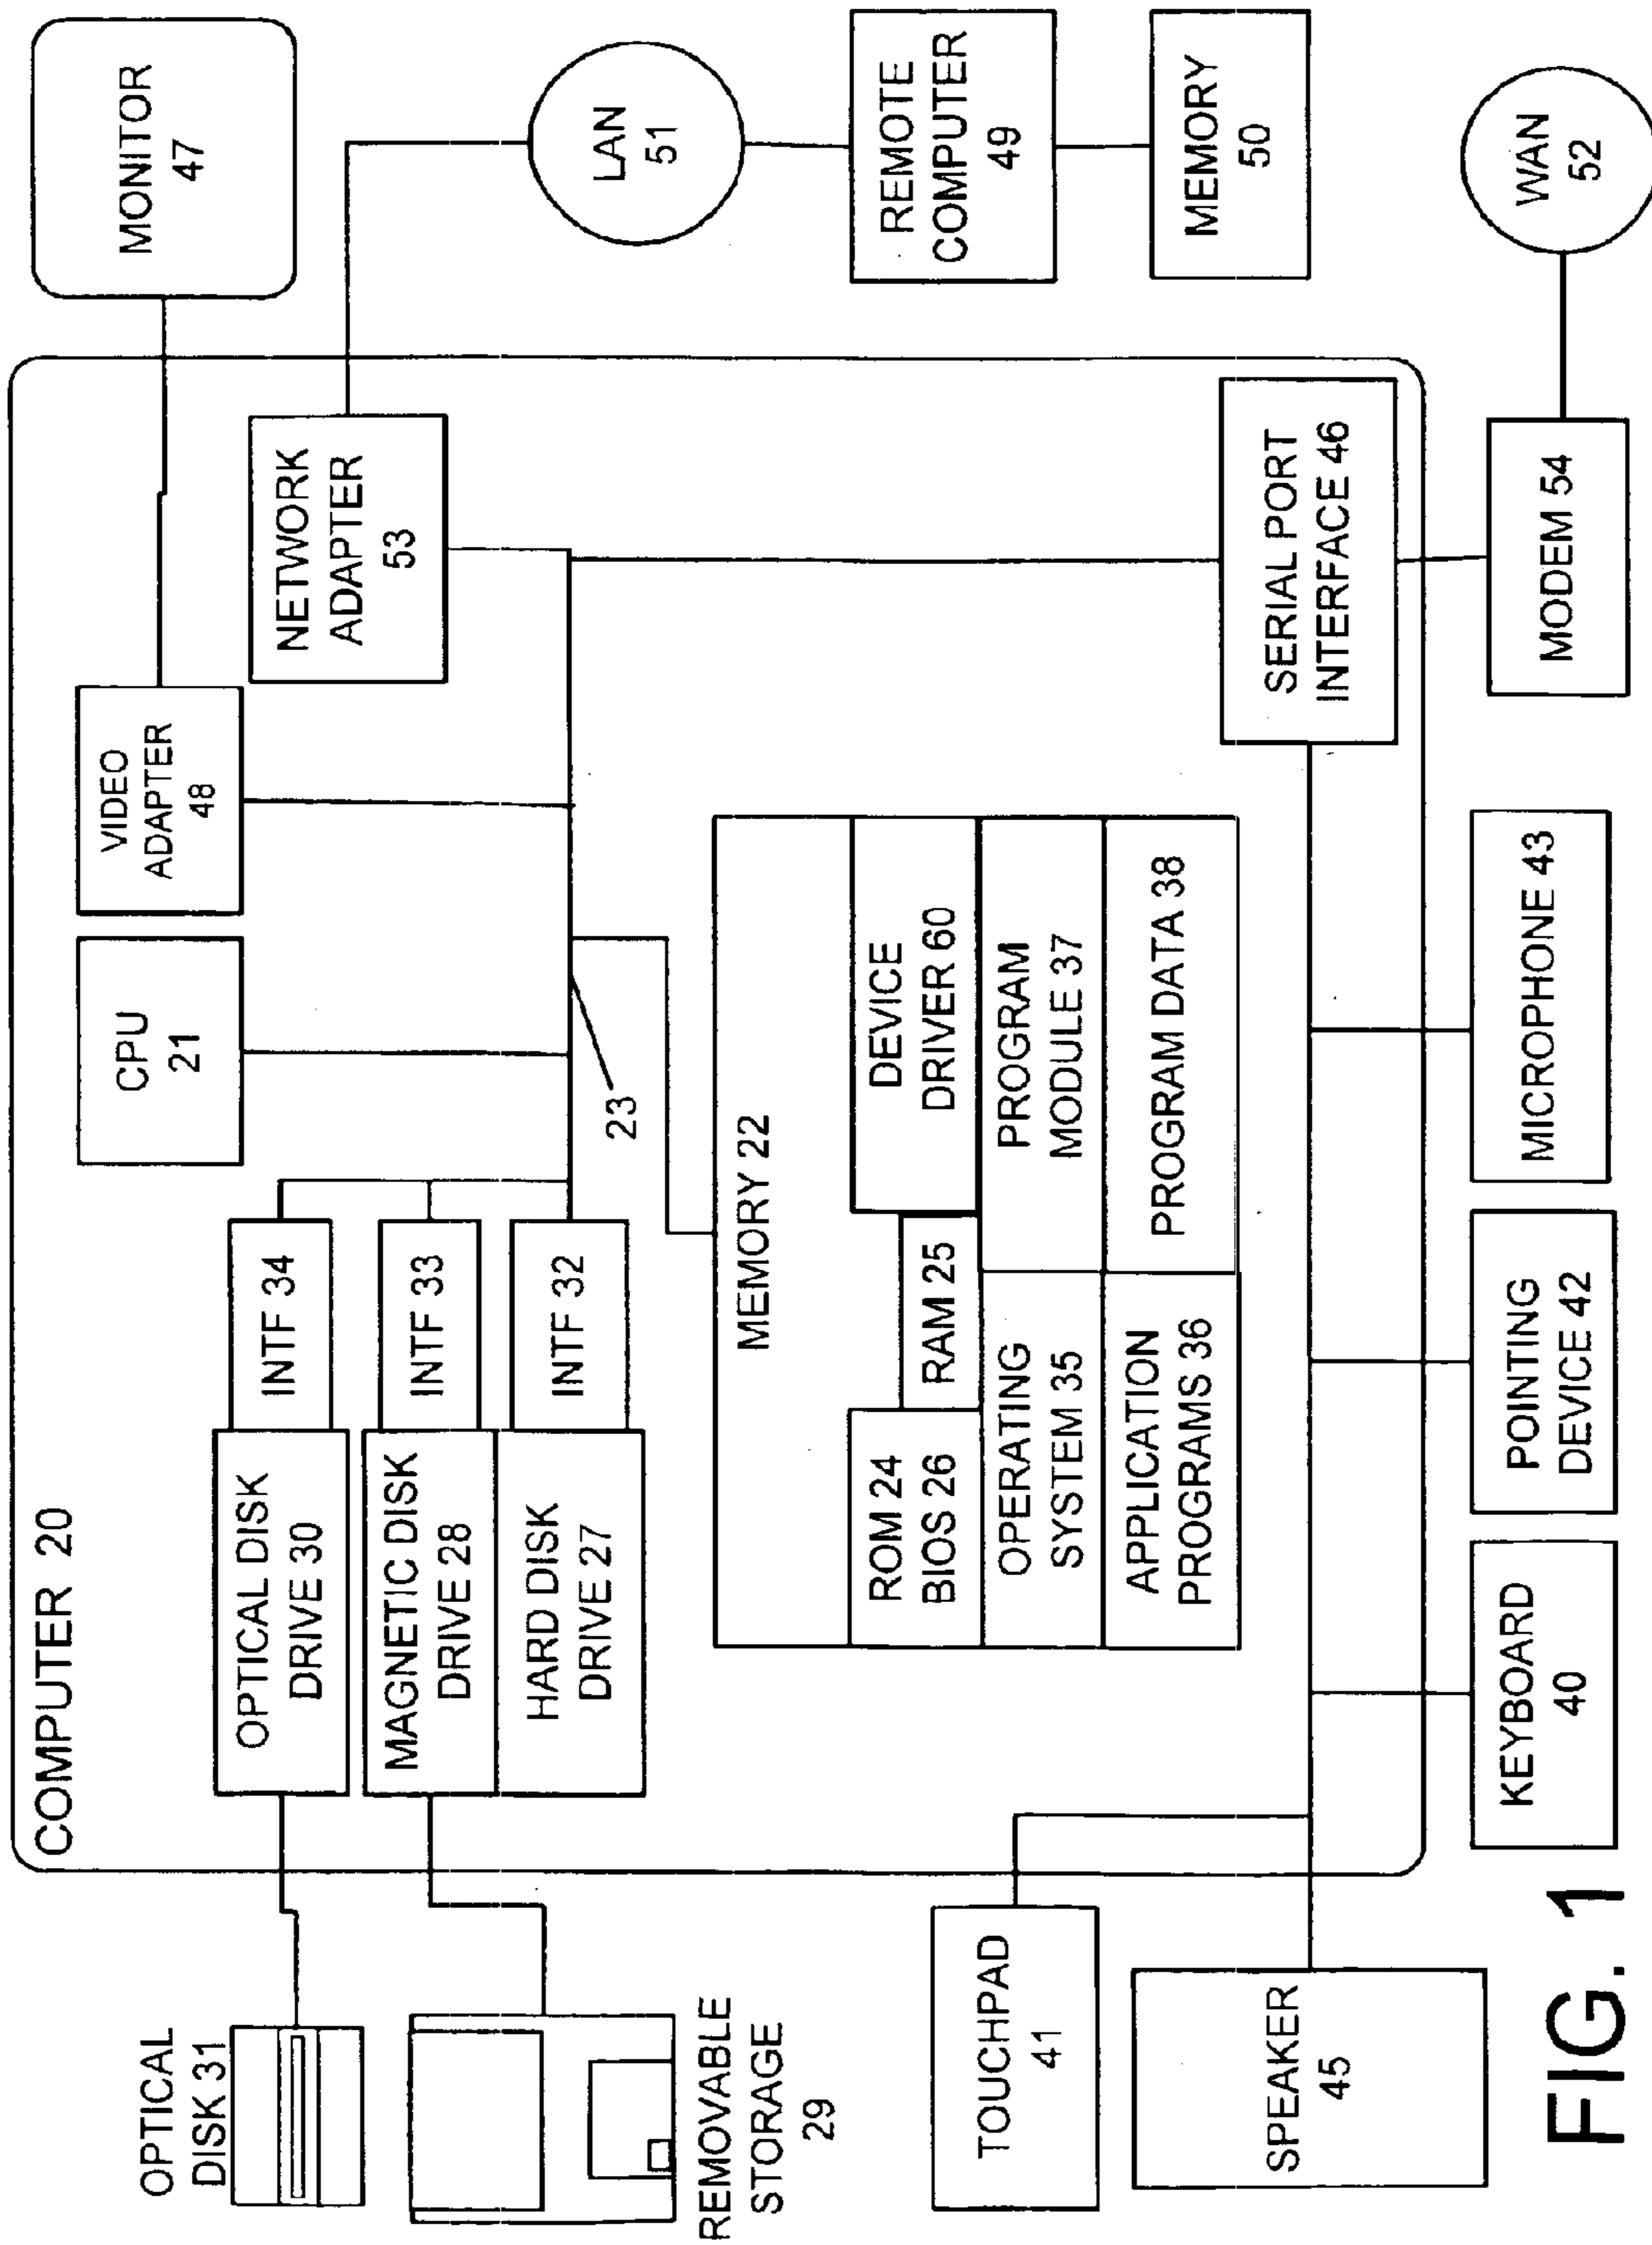 COMPUTER 20
OPTICAL
DISK 31
OPTICAL DISK
DRIVE 30
INTF 34
CPU
21
VIDEO
ADAPTER
48
MONITOR
47
REMOVABLE
STORAGE
29
MAGNETIC DISK
DRIVE 28
INTF 33
HARD DISK
DRIVE 27
INTF 32
23
NETWORK
ADAPTER
53
LAN
51
REMOTE
COMPUTER
49
MEMORY
50
MEMORY 22
ROM 24
BIOS 26
RAM 25
DEVICE
DRIVER 60
OPERATING
SYSTEM 35
PROGRAM
MODULE 37
APPLICATION
PROGRAMS 36
PROGRAM DATA 38
TOUCHPAD
41
SPEAKER
45
SERIAL PORT
INTERFACE 46
KEYBOARD
40
POINTING
DEVICE 42
MICROPHONE 43
MODEM 54
WAN
52
FIG. 1